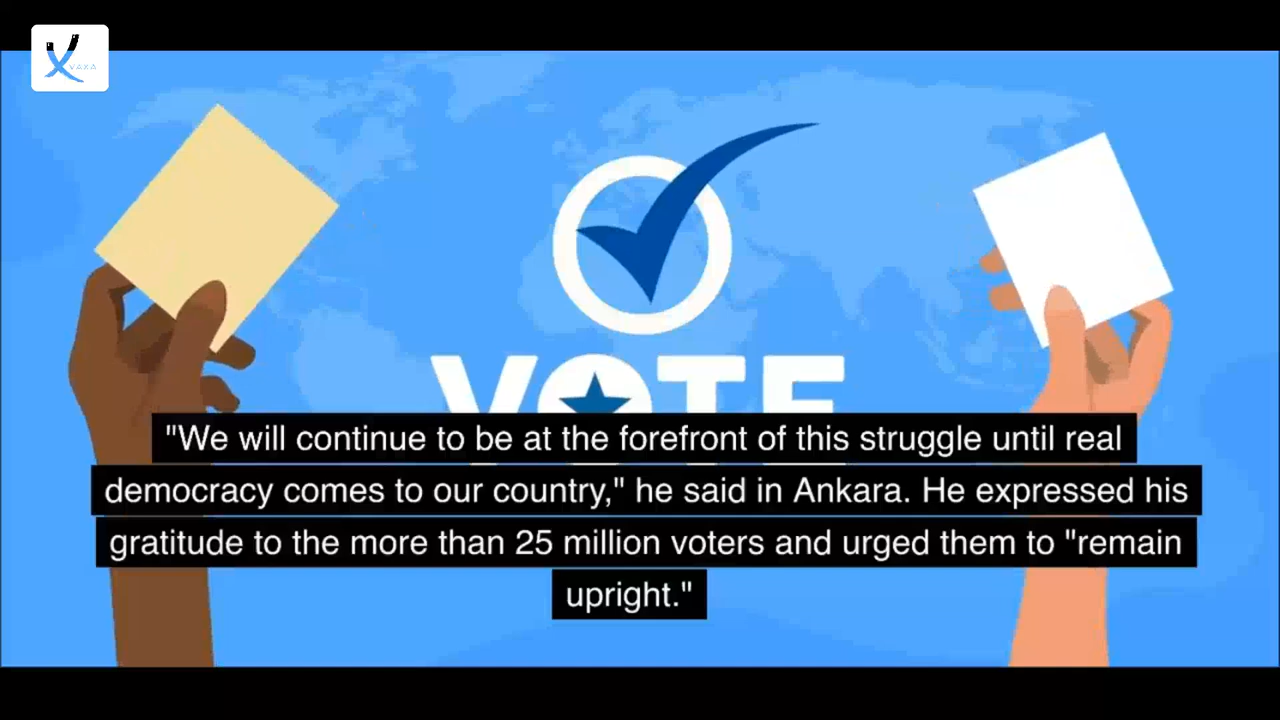 VAXA
VOTE
"We will continue to be at the forefront of this struggle until real
democracy comes to our country," he said in Ankara. He expressed his
gratitude to the more than 25 million voters and urged them to "remain
upright."